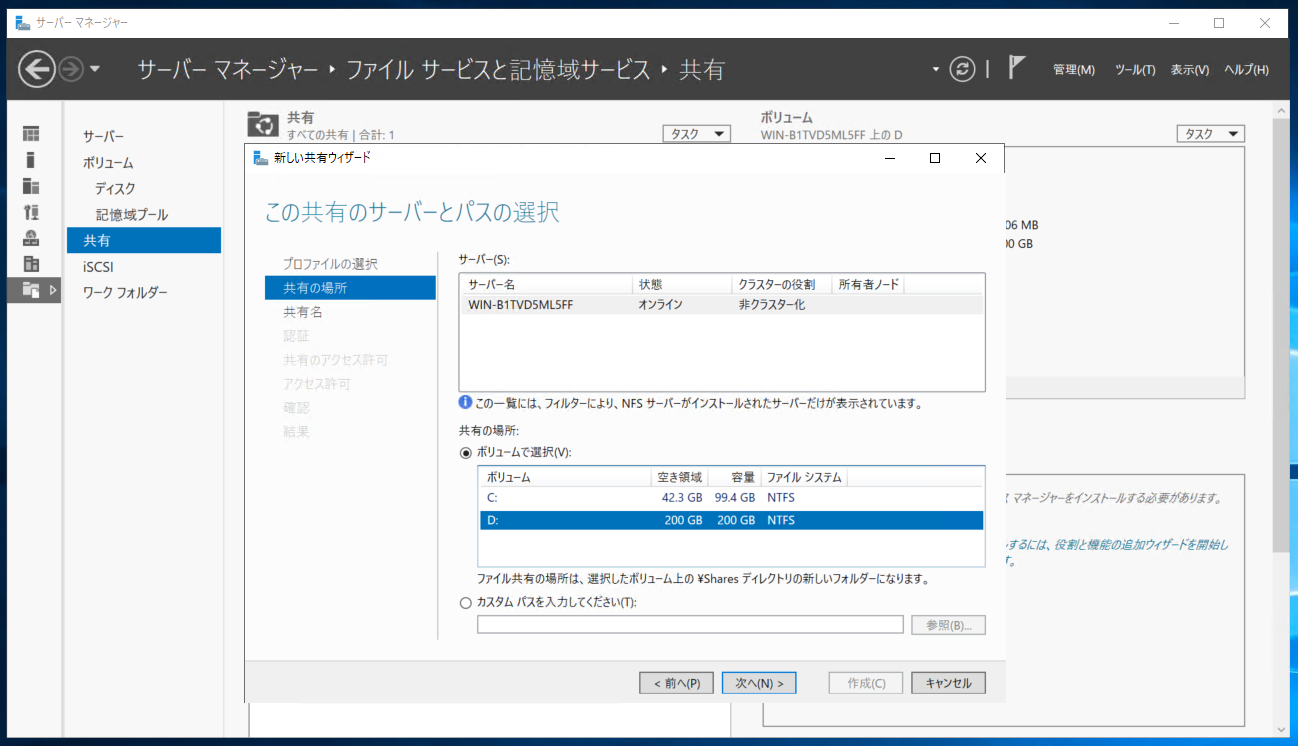 サーバー マネージャー
サーバー マネージャー ・ ファイル サービスと記憶域サービス ・ 共有
管理(M) ツール(T) 表示(V) ヘルプ(H)
サーバー
ボリューム
ディスク
記憶域プール
共有
iSCSI
ワーク フォルダー
共有
すべての共有 | 合計: 1
タスク
ボリューム
WIN-B1TVD5ML5FF 上の D
タスク
新しい共有ウィザード
この共有のサーバーとパスの選択
プロファイルの選択
共有の場所
共有名
認証
共有のアクセス許可
アクセス許可
確認
結果
サーバー(S):
サーバー名 状態 クラスターの役割 所有者ノード
WIN-B1TVD5ML5FF オンライン 非クラスター化
この一覧には、フィルターにより、NFS サーバーがインストールされたサーバーだけが表示されています。
共有の場所:
ボリュームで選択(V):
ボリューム 空き領域 容量 ファイル システム
C: 42.3 GB 99.4 GB NTFS
D: 200 GB 200 GB NTFS
ファイル共有の場所は、選択したボリューム上の ¥Shares ディレクトリの新しいフォルダーになります。
カスタム パスを入力してください(T):
参照(B)...
< 前へ(P) 次へ(N) > 作成(C) キャンセル
06 MB
00 GB
マネージャーをインストールする必要があります。
するには、役割と機能の追加ウィザードを開始し
す。